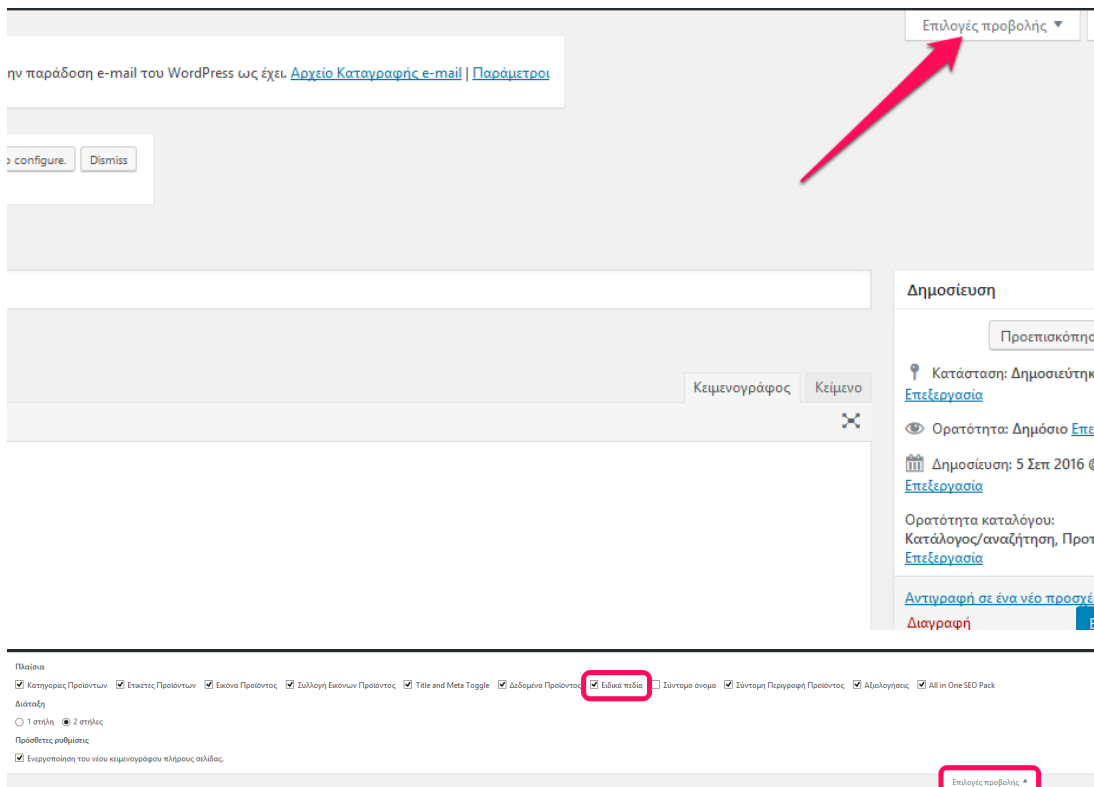 Επιλογές προβολής
ην παράδοση e-mail του WordPress ως έχει. Αρχείο Καταγραφής e-mail | Παράμετροι
configure. Dismiss
Δημοσίευση
Κατάσταση: 
Επεξεργασία
Κειμενογράφος Κείμενο
Ορατότητα: Δημόσιο
Δημοσίευση: 5 Σεπ 2016 @
Επεξεργασία
Ορατότητα καταλόγου:
Κατάλογος/αναζήτηση,
Επεξεργασία
Αντιγραφή σε ένα νέο
Διαγραφή
Πλαίσια
Κατηγορίες Προϊόντων Ετικέτες Προϊόντων Εικόνα Προϊόντος Συλλογή Εικόνων Προϊόντος Title and Meta Toggle Δεδομένα Προϊόντος Ειδικά πεδία Σύντομο όνομα Σύντομη Περιγραφή Προϊόντος Αξιολογήσεις All in One SEO Pack
Διάταξη
1 στήλη 2 στήλες
Πρόσθετες ρυθμίσεις
Ενεργοποίηση του νέου κειμενογράφου πλήρους σελίδας.
Επιλογές προβολής